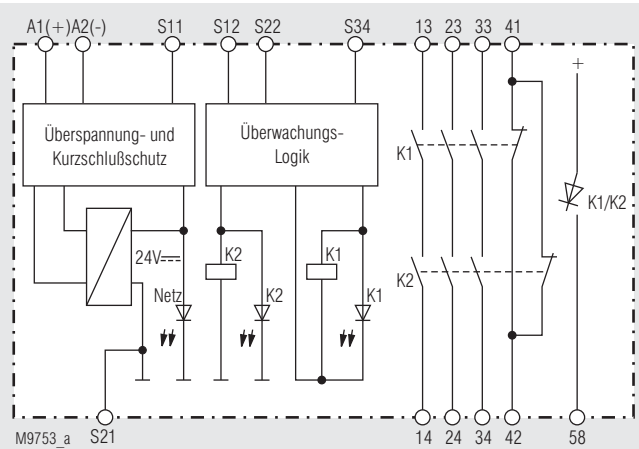 A1(+) A2(-) S11 S12 S22 S34 13 23 33 41
+
Überspannung- und
Kurzschlußschutz
Überwachungs-
Logik
K1
K1/K2
24V K2 K1
K2
Netz K2 K1
M9753_a S21 14 24 34 42 58